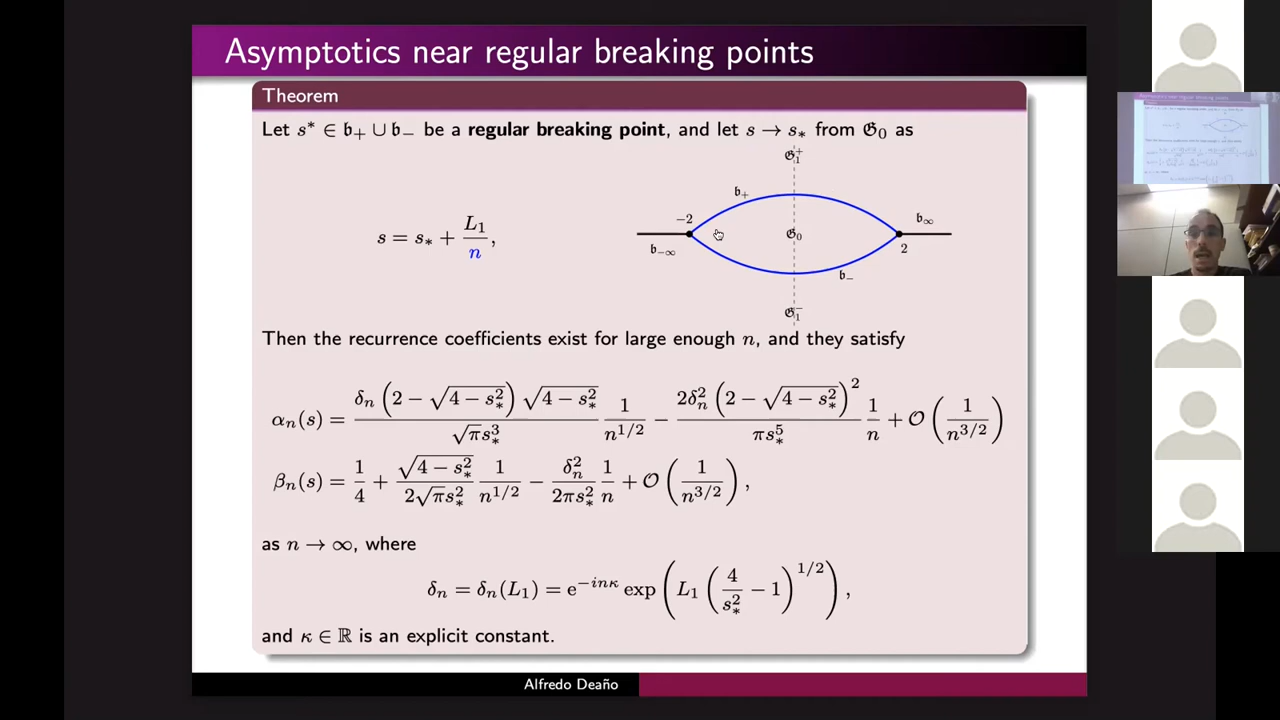 Asymptotics near regular breaking points
Theorem
Let s* ∈ 𝔟₊ ∪ 𝔟₋ be a regular breaking point, and let s → s∗ from 𝔊₀ as
s = s∗ + L₁/n,
𝔊₁⁺
𝔟₊
−2
𝔟∞
𝔊₀
𝔟₋∞
2
𝔟₋
𝔊₁⁻
Then the recurrence coefficients exist for large enough n, and they satisfy
αₙ(s) = (δₙ (2 − √(4 − s∗²)) √(4 − s∗²)) / (√π s∗³) 1/n^{1/2} − (2δₙ² (2 − √(4 − s∗²))²) / (π s∗⁵) 1/n + 𝒪(1/n^{3/2})
βₙ(s) = 1/4 + √(4 − s∗²) / (2√π s∗²) 1/n^{1/2} − δₙ² / (2π s∗²) 1/n + 𝒪(1/n^{3/2}),
as n → ∞, where
δₙ = δₙ(L₁) = e^{−inκ} exp(L₁ (4/s∗² − 1)^{1/2}),
and κ ∈ ℝ is an explicit constant.
Alfredo Deaño